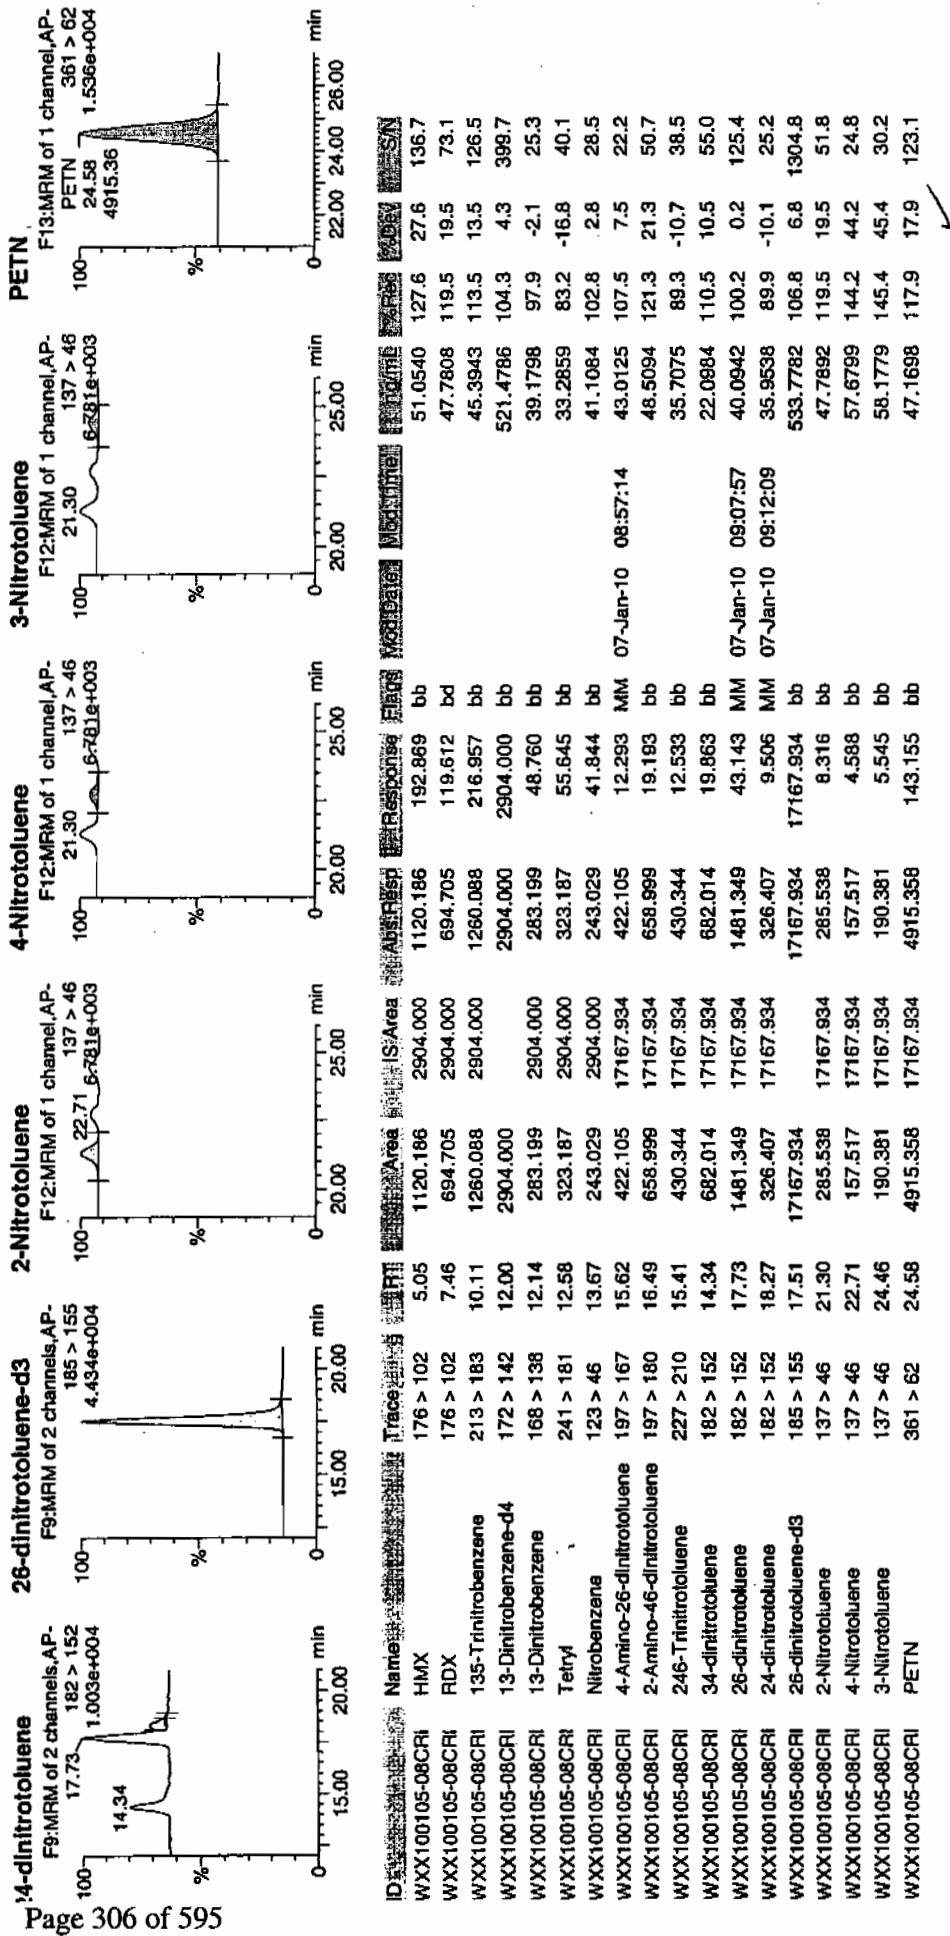 !4-dinitrotoluene
F9:MRM of 2 channels,AP-
182 > 152
1.003e+004
17.73
14.34
100
%
0
15.00
20.00
min
26-dinitrotoluene-d3
F9:MRM of 2 channels,AP-
185 > 155
4.434e+004
100
%
0
15.00
20.00
min
2-Nitrotoluene
F12:MRM of 1 channel,AP-
137 > 46
22.71
6.781e+003
100
%
0
20.00
25.00
min
4-Nitrotoluene
F12:MRM of 1 channel,AP-
137 > 46
21.30
6.781e+003
100
%
0
20.00
25.00
min
3-Nitrotoluene
F12:MRM of 1 channel,AP-
137 > 46
21.30
6.781e+003
100
%
0
20.00
25.00
min
PETN
F13:MRM of 1 channel,AP-
PETN 361 > 62
24.58 1.536e+004
4915.36
100
%
0
22.00
24.00
26.00
min
ID Name Trace RT Area IS Area Abs.Resp Response Flags Mod.Date Mod.Time ng/mL %Rec %Dev S/N
WXX100105-08CRI HMX 176 > 102 5.05 1120.186 2904.000 1120.186 192.869 bb 51.0540 127.6 27.6 136.7
WXX100105-08CRI RDX 176 > 102 7.46 694.705 2904.000 694.705 119.612 bd 47.7808 119.5 19.5 73.1
WXX100105-08CRI 135-Trinitrobenzene 213 > 183 10.11 1260.088 2904.000 1260.088 216.957 bb 45.3943 113.5 13.5 126.5
WXX100105-08CRI 13-Dinitrobenzene-d4 172 > 142 12.00 2904.000 2904.000 2904.000 bb 521.4786 104.3 4.3 399.7
WXX100105-08CRI 13-Dinitrobenzene 168 > 138 12.14 283.199 2904.000 283.199 48.760 bb 39.1798 97.9 -2.1 25.3
WXX100105-08CRI Tetryl 241 > 181 12.58 323.187 2904.000 323.187 55.645 bb 33.2859 83.2 -16.8 40.1
WXX100105-08CRI Nitrobenzene 123 > 46 13.67 243.029 2904.000 243.029 41.844 bb 41.1084 102.8 2.8 28.5
WXX100105-08CRI 4-Amino-26-dinitrotoluene 197 > 167 15.62 422.105 17167.934 422.105 12.293 MM 07-Jan-10 08:57:14 43.0125 107.5 7.5 22.2
WXX100105-08CRI 2-Amino-46-dinitrotoluene 197 > 180 16.49 658.999 17167.934 658.999 19.193 bb 48.5094 121.3 21.3 50.7
WXX100105-08CRI 246-Trinitrotoluene 227 > 210 15.41 430.344 17167.934 430.344 12.533 bb 35.7075 89.3 -10.7 38.5
WXX100105-08CRI 34-dinitrotoluene 182 > 152 14.34 682.014 17167.934 682.014 19.863 bb 22.0984 110.5 10.5 55.0
WXX100105-08CRI 26-dinitrotoluene 182 > 152 17.73 1481.349 17167.934 1481.349 43.143 MM 07-Jan-10 09:07:57 40.0942 100.2 0.2 125.4
WXX100105-08CRI 24-dinitrotoluene 182 > 152 18.27 326.407 17167.934 326.407 9.506 MM 07-Jan-10 09:12:09 35.9538 89.9 -10.1 25.2
WXX100105-08CRI 26-dinitrotoluene-d3 185 > 155 17.51 17167.934 17167.934 17167.934 bb 533.7782 106.8 6.8 1304.8
WXX100105-08CRI 2-Nitrotoluene 137 > 46 21.30 285.538 17167.934 285.538 8.316 bb 47.7892 119.5 19.5 51.8
WXX100105-08CRI 4-Nitrotoluene 137 > 46 22.71 157.517 17167.934 157.517 4.588 bb 57.6799 144.2 44.2 24.8
WXX100105-08CRI 3-Nitrotoluene 137 > 46 24.46 190.381 17167.934 190.381 5.545 bb 58.1779 145.4 45.4 30.2
WXX100105-08CRI PETN 361 > 62 24.58 4915.358 17167.934 4915.358 143.155 bb 47.1698 117.9 17.9 123.1
Page 306 of 595